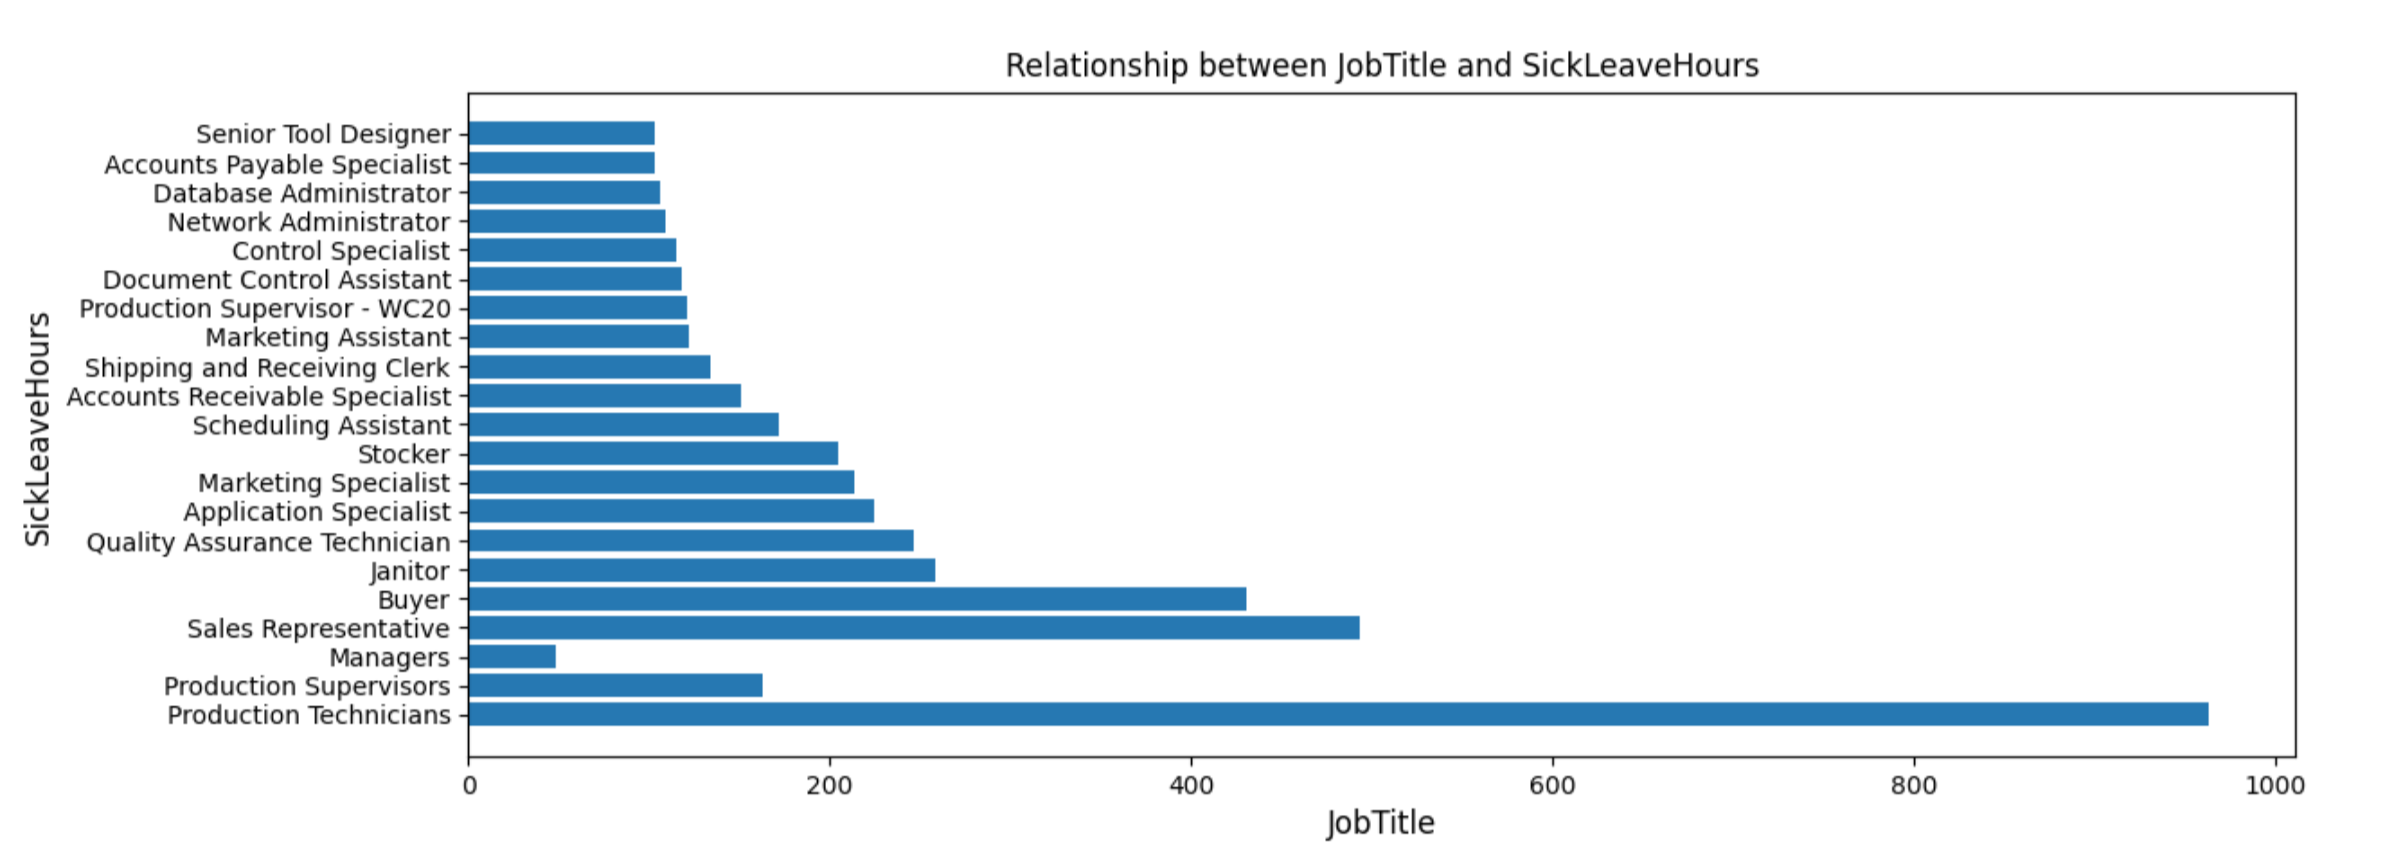 Relationship between JobTitle and SickLeaveHours
SickLeaveHours
Senior Tool Designer
Accounts Payable Specialist
Database Administrator
Network Administrator
Control Specialist
Document Control Assistant
Production Supervisor - WC20
Marketing Assistant
Shipping and Receiving Clerk
Accounts Receivable Specialist
Scheduling Assistant
Stocker
Marketing Specialist
Application Specialist
Quality Assurance Technician
Janitor
Buyer
Sales Representative
Managers
Production Supervisors
Production Technicians
0 200 400 600 800 1000
JobTitle